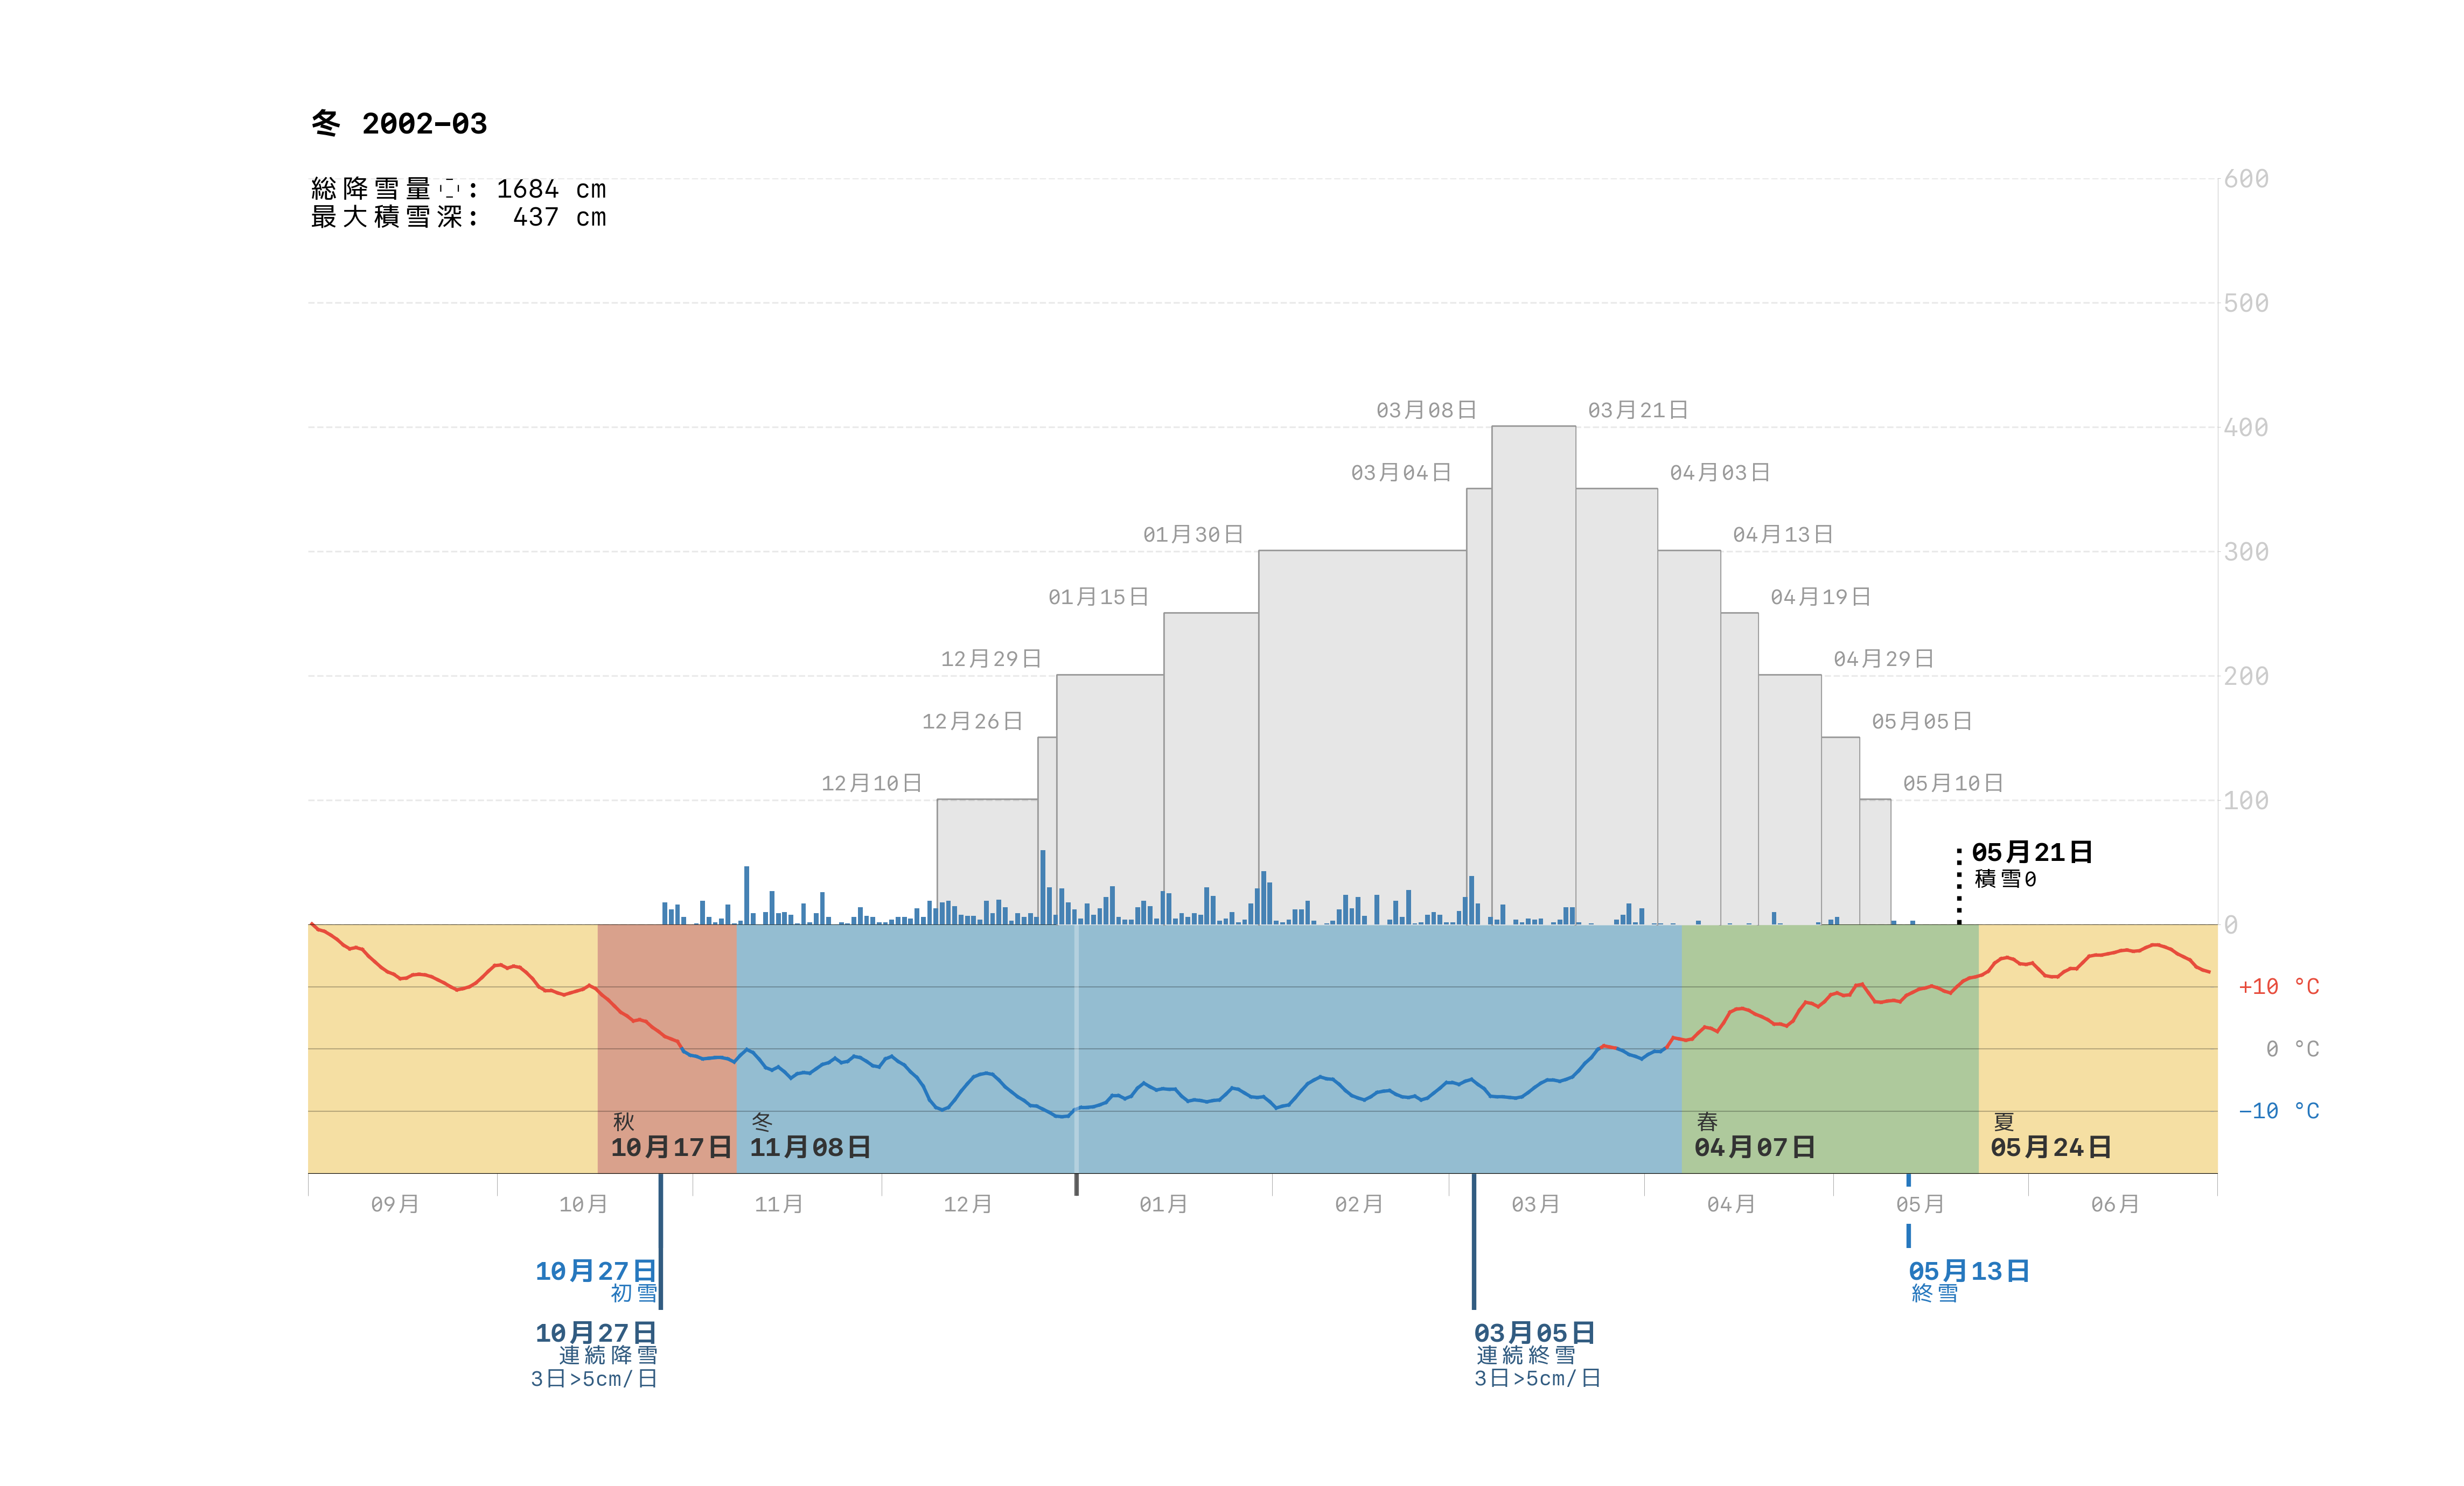 冬 2002-03
総降雪量: 1684 cm
最大積雪深: 437 cm
600
500
400
300
200
100
0
03月08日
03月21日
03月04日
04月03日
01月30日
04月13日
01月15日
04月19日
12月29日
04月29日
12月26日
05月05日
12月10日
05月10日
05月21日
積雪0
+10 °C
0 °C
−10 °C
秋
10月17日
冬
11月08日
春
04月07日
夏
05月24日
09月
10月
11月
12月
01月
02月
03月
04月
05月
06月
10月27日
初雪
10月27日
連続降雪
3日>5cm/日
03月05日
連続終雪
3日>5cm/日
05月13日
終雪